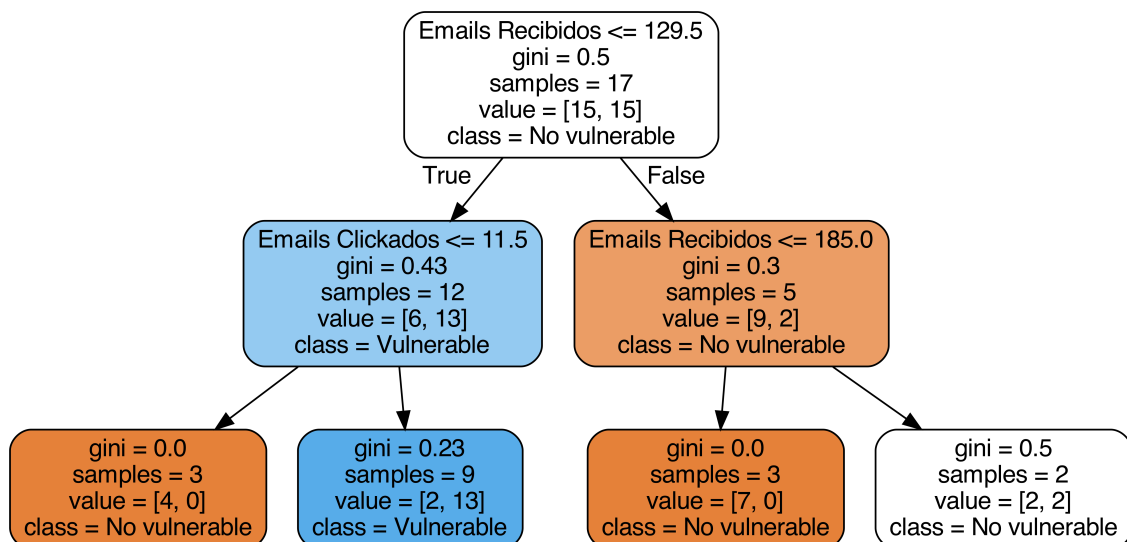 Emails Recibidos <= 129.5
gini = 0.5
samples = 17
value = [15, 15]
class = No vulnerable
True
False
Emails Clickados <= 11.5
gini = 0.43
samples = 12
value = [6, 13]
class = Vulnerable
Emails Recibidos <= 185.0
gini = 0.3
samples = 5
value = [9, 2]
class = No vulnerable
gini = 0.0
samples = 3
value = [4, 0]
class = No vulnerable
gini = 0.23
samples = 9
value = [2, 13]
class = Vulnerable
gini = 0.0
samples = 3
value = [7, 0]
class = No vulnerable
gini = 0.5
samples = 2
value = [2, 2]
class = No vulnerable